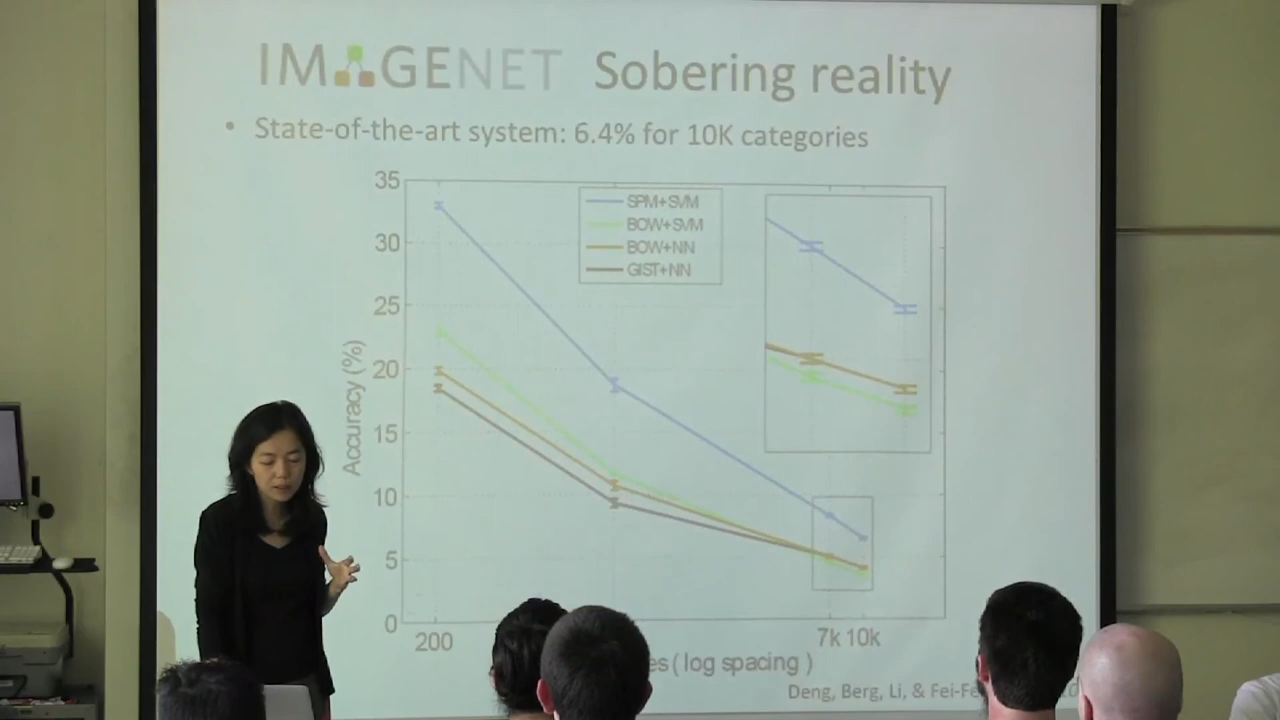 IMAGENET Sobering reality
• State-of-the-art system: 6.4% for 10K categories
35
30
25
20
15
10
5
0
Accuracy (%)
SPM+SVM
BOW+SVM
BOW+NN
GIST+NN
200
7k 10k
es ( log spacing )
Deng, Berg, Li, & Fei-Fe